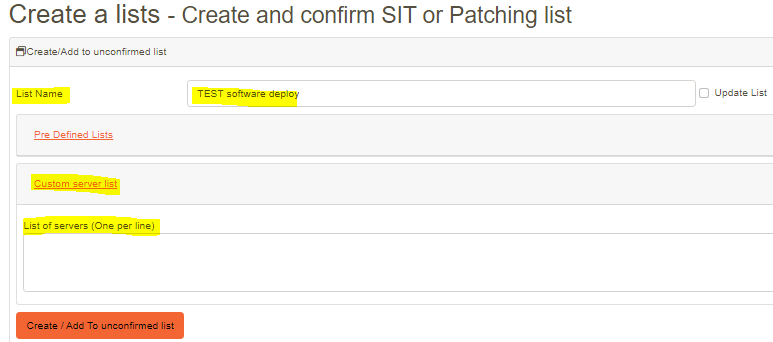 Create a lists - Create and confirm SIT or Patching list
Create/Add to unconfirmed list
List Name TEST software deploy Update List
Pre Defined Lists
Custom server list
List of servers (One per line)
Create / Add To unconfirmed list